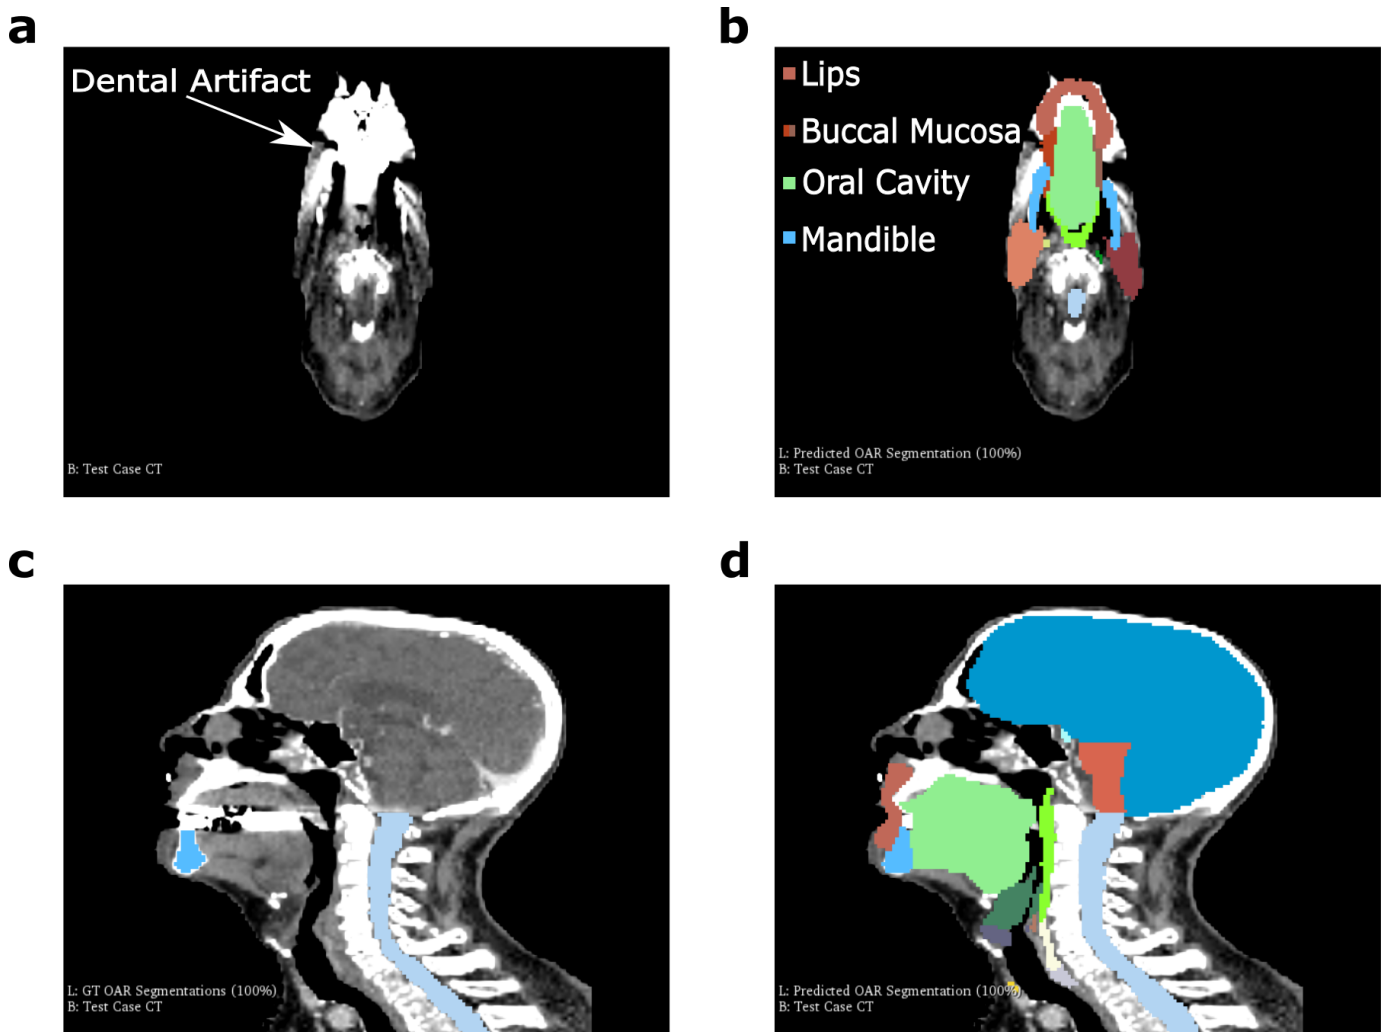 a
Dental Artifact
B: Test Case CT
b
Lips
Buccal Mucosa
Oral Cavity
Mandible
L: Predicted OAR Segmentation (100%)
B: Test Case CT
c
L: GT OAR Segmentations (100%)
B: Test Case CT
d
L: Predicted OAR Segmentation (100%)
B: Test Case CT